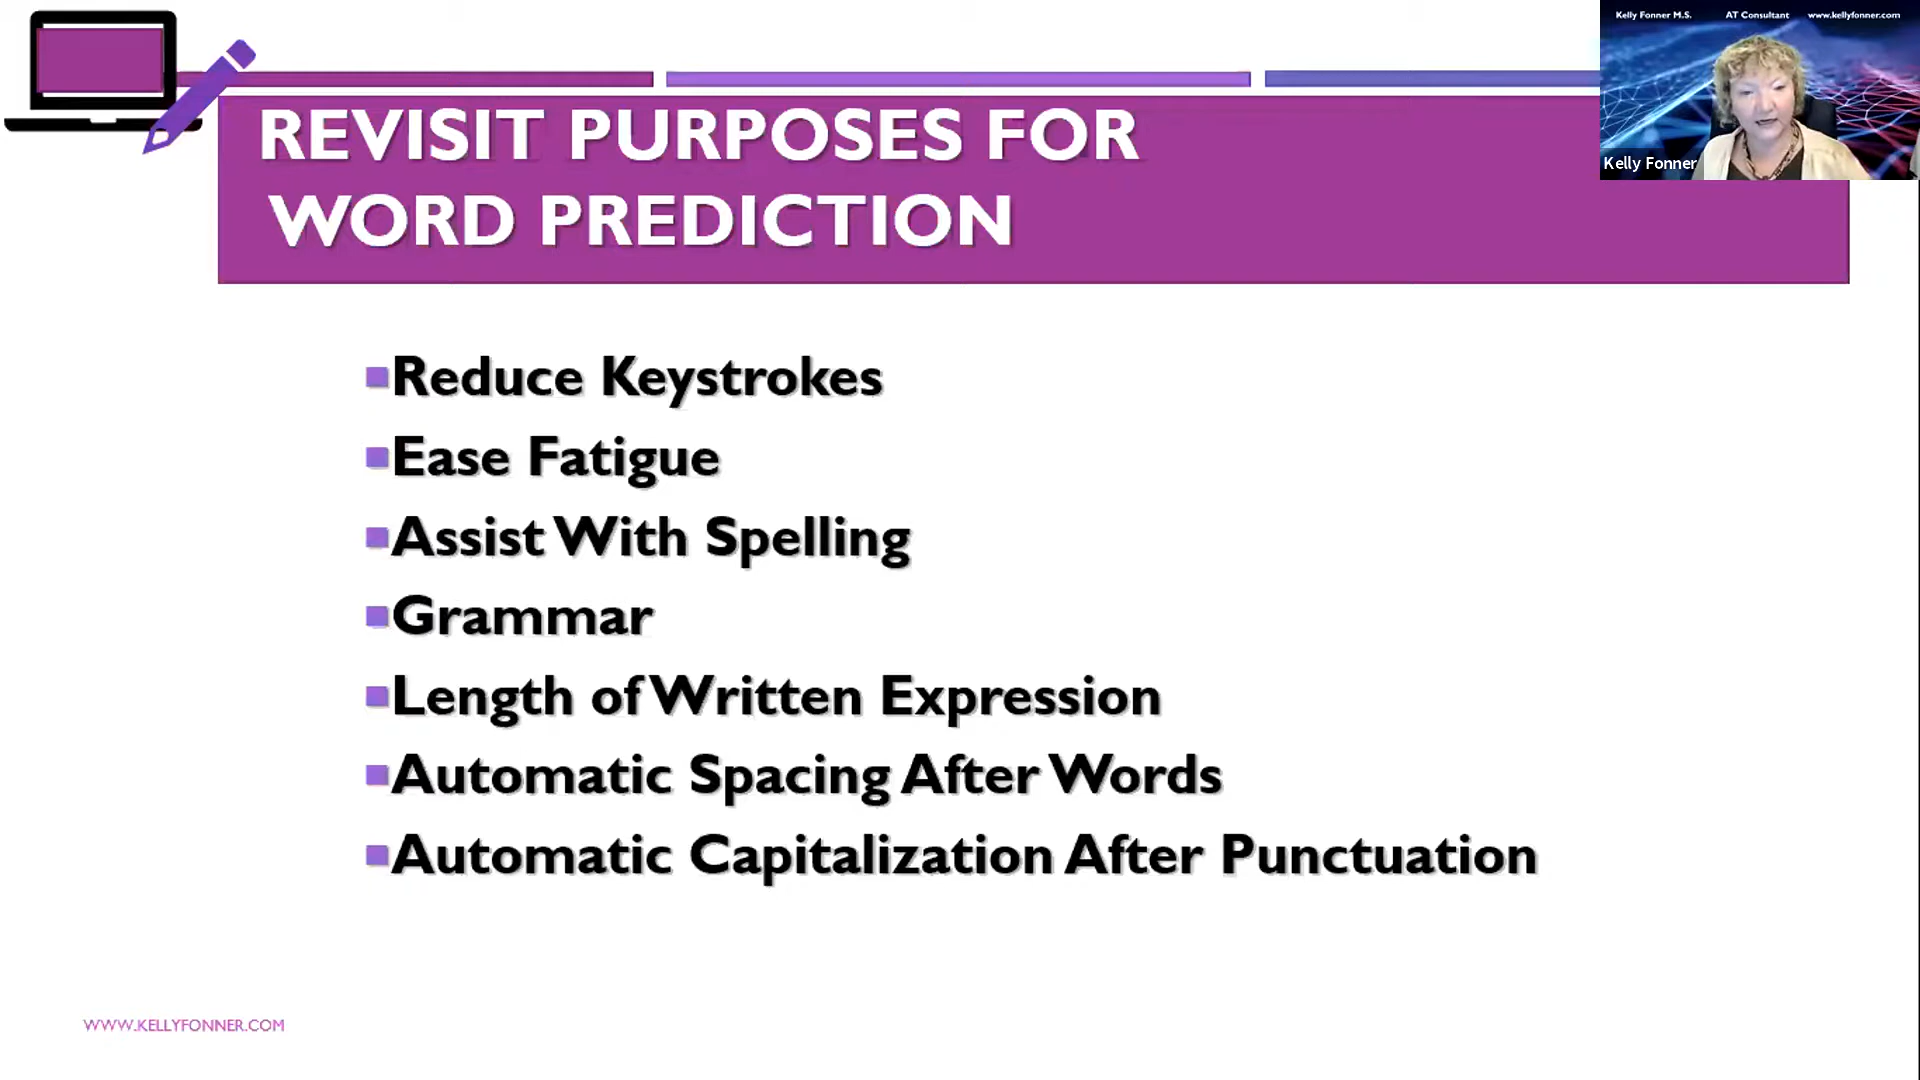 Kelly Fonner M.S. AT Consultant www.kellyfonner.com
Kelly Fonner
REVISIT PURPOSES FOR
WORD PREDICTION
Reduce Keystrokes
Ease Fatigue
Assist With Spelling
Grammar
Length of Written Expression
Automatic Spacing After Words
Automatic Capitalization After Punctuation
WWW.KELLYFONNER.COM